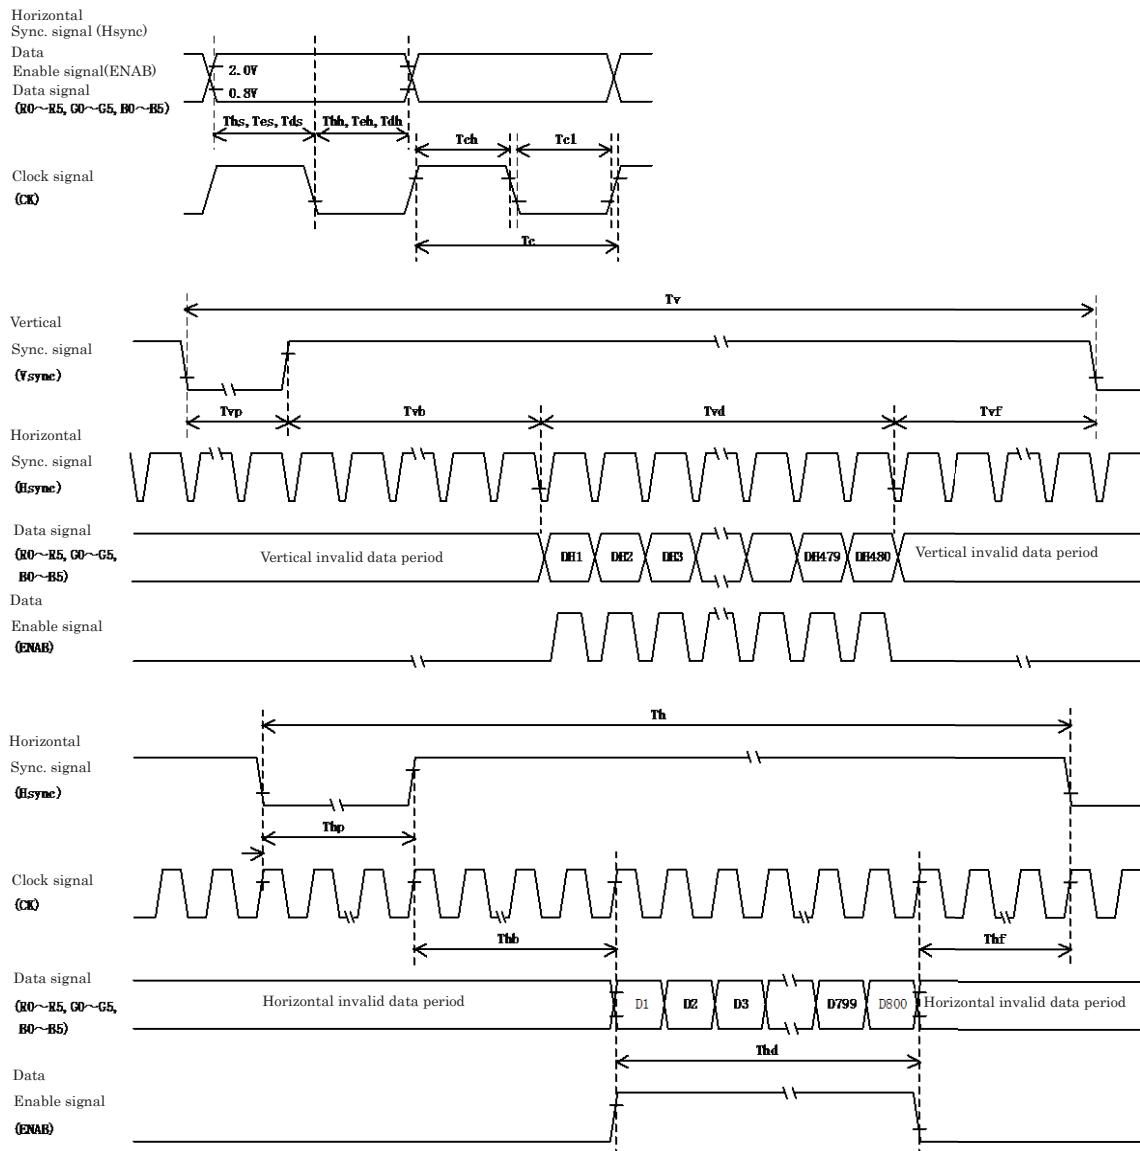 Horizontal
Sync. signal (Hsync)
Data
Enable signal(ENAB)
Data signal
(R0～R5, G0～G5, B0～B5)
2.0V
0.8V
Ths, Tes, Tds
Thh, Teh, Tdh
Tch
Tcl
Clock signal
(CK)
Tc
Tv
Vertical
Sync. signal
(Vsync)
Tvp
Tvb
Tvd
Tvf
Horizontal
Sync. signal
(Hsync)
Data signal
(R0～R5, G0～G5,
B0～B5)
Vertical invalid data period
DH1
DH2
DH3
DH479
DH480
Vertical invalid data period
Data
Enable signal
(ENAB)
Th
Horizontal
Sync. signal
(Hsync)
Thp
Clock signal
(CK)
Thb
Thf
Data signal
(R0～R5, G0～G5,
B0～B5)
Horizontal invalid data period
D1
D2
D3
D799
D800
Horizontal invalid data period
Thd
Data
Enable signal
(ENAB)